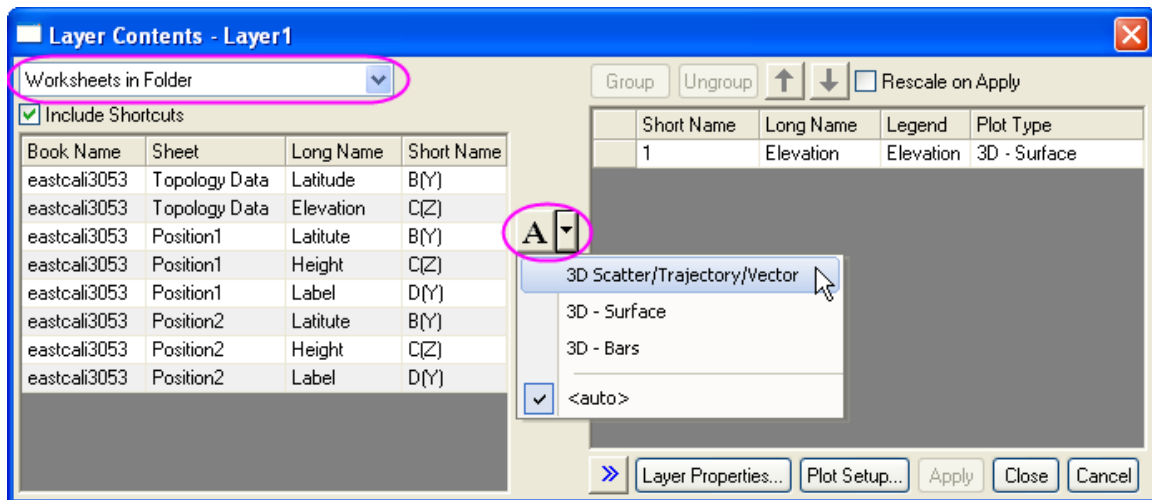 Layer Contents - Layer1
Worksheets in Folder
Group Ungroup Rescale on Apply
Include Shortcuts
Short Name Long Name Legend Plot Type
1 Elevation Elevation 3D - Surface
Book Name Sheet Long Name Short Name
eastcali3053 Topology Data Latitude B(Y)
eastcali3053 Topology Data Elevation C(Z)
eastcali3053 Position1 Latitute B(Y)
eastcali3053 Position1 Height C(Z)
eastcali3053 Position1 Label D(Y)
eastcali3053 Position2 Latitute B(Y)
eastcali3053 Position2 Height C(Z)
eastcali3053 Position2 Label D(Y)
A
3D Scatter/Trajectory/Vector
3D - Surface
3D - Bars
<auto>
Layer Properties... Plot Setup... Apply Close Cancel